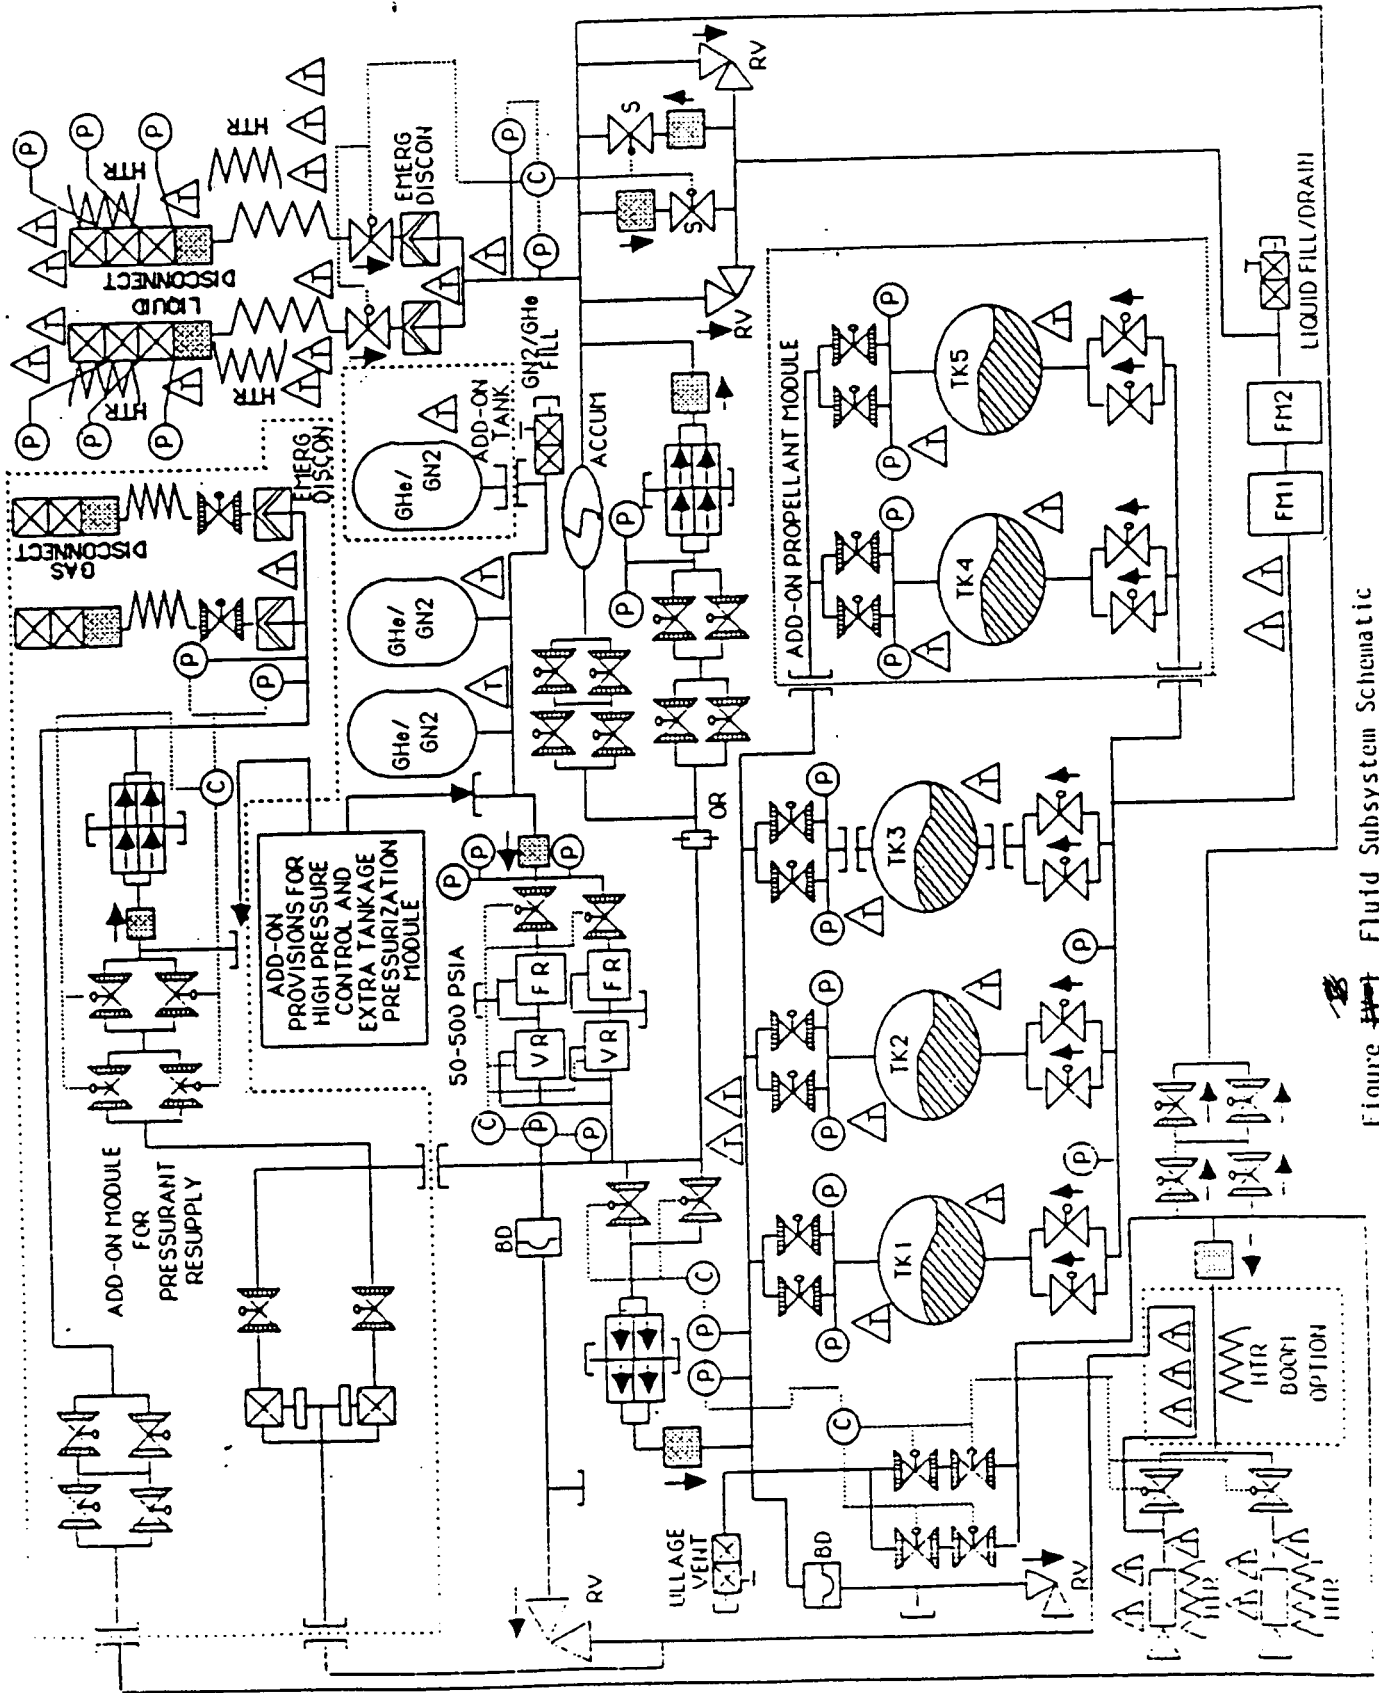 P
P
P
HTR
HTR
T
T
T
T
T
T
DISCONNECT
LIQUID
P
P
P
HTR
HTR
T
T
T
T
T
T
EMERG
DISCON
T
T
P
P
C
S
S
RV
RV
GAS
DISCONNECT
EMERG
DISCON
T
P
P
C
GHe/
GN2
T
ADD-ON
TANK
GN2/GHe
FILL
GHe/
GN2
T
GHe/
GN2
T
ACCUM
P
P
OR
ADD-ON
PROVISIONS FOR
HIGH PRESSURE
CONTROL AND
EXTRA TANKAGE
PRESSURIZATION
MODULE
ADD-ON MODULE
FOR
PRESSURANT
RESUPPLY
50-500 PSIA
P
P
P
FR
FR
VR
VR
C
P
P
BD
T
T
C
P
P
C
RV
ULLAGE
VENT
BD
RV
ADD-ON PROPELLANT MODULE
P
P
T
TK5
T
P
P
T
TK4
T
P
P
T
TK3
T
P
P
P
T
TK2
T
P
P
P
T
TK1
T
LIQUID FILL/DRAIN
FM2
FM1
T
T
T
T
T
HTR
BOOM
OPTION
T
T
T
HTR
T
T
T
HTR
Figure Fluid Subsystem Schematic